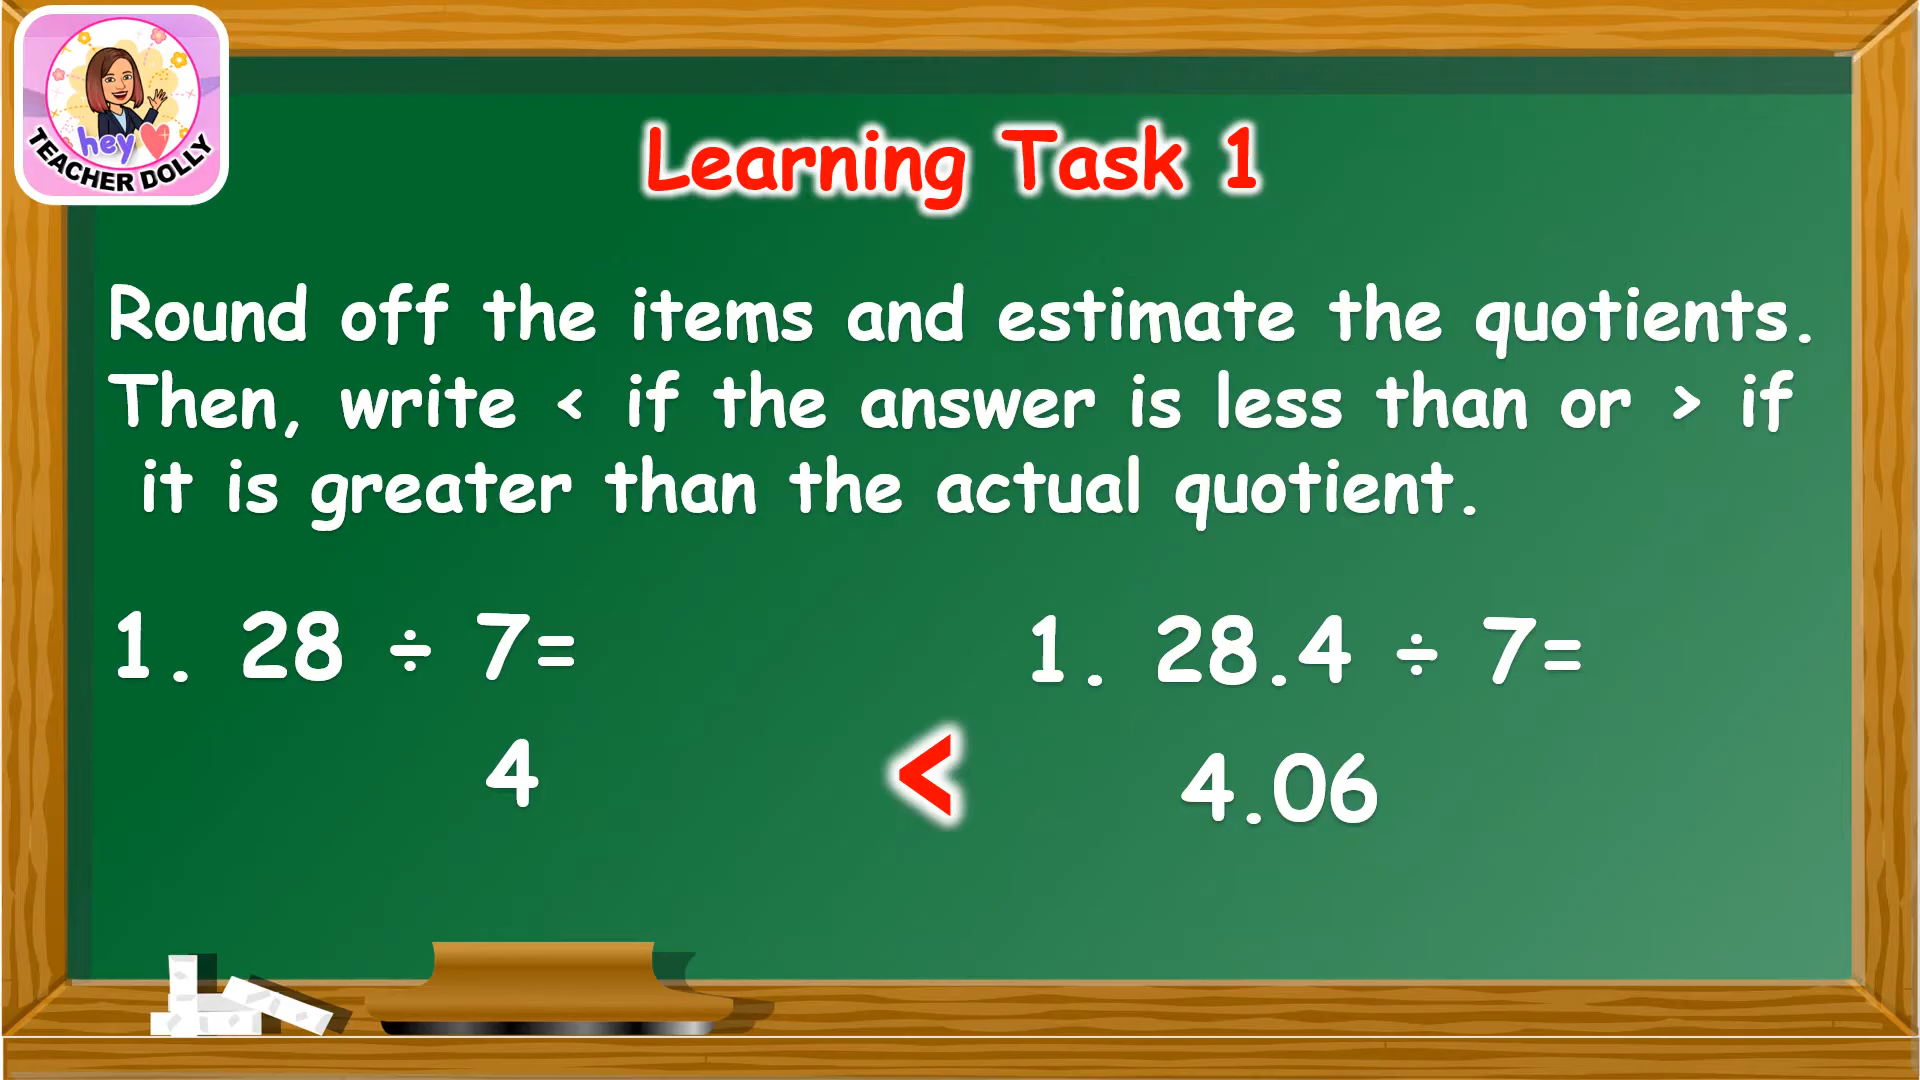 hey
TEACHER DOLLY
Learning Task 1
Round off the items and estimate the quotients.
Then, write < if the answer is less than or > if
it is greater than the actual quotient.
1. 28 ÷ 7=
1. 28.4 ÷ 7=
4
<
4.06